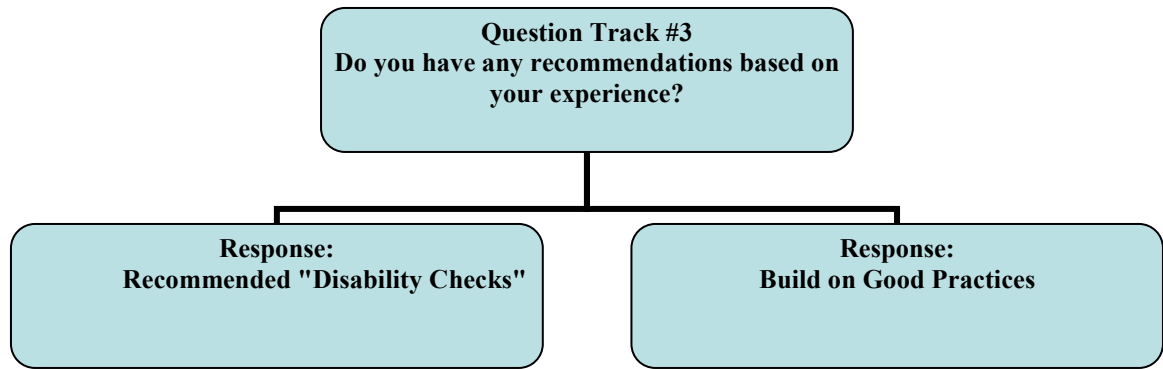 Question Track #3
Do you have any recommendations based on
your experience?
Response:
Recommended "Disability Checks"
Response:
Build on Good Practices